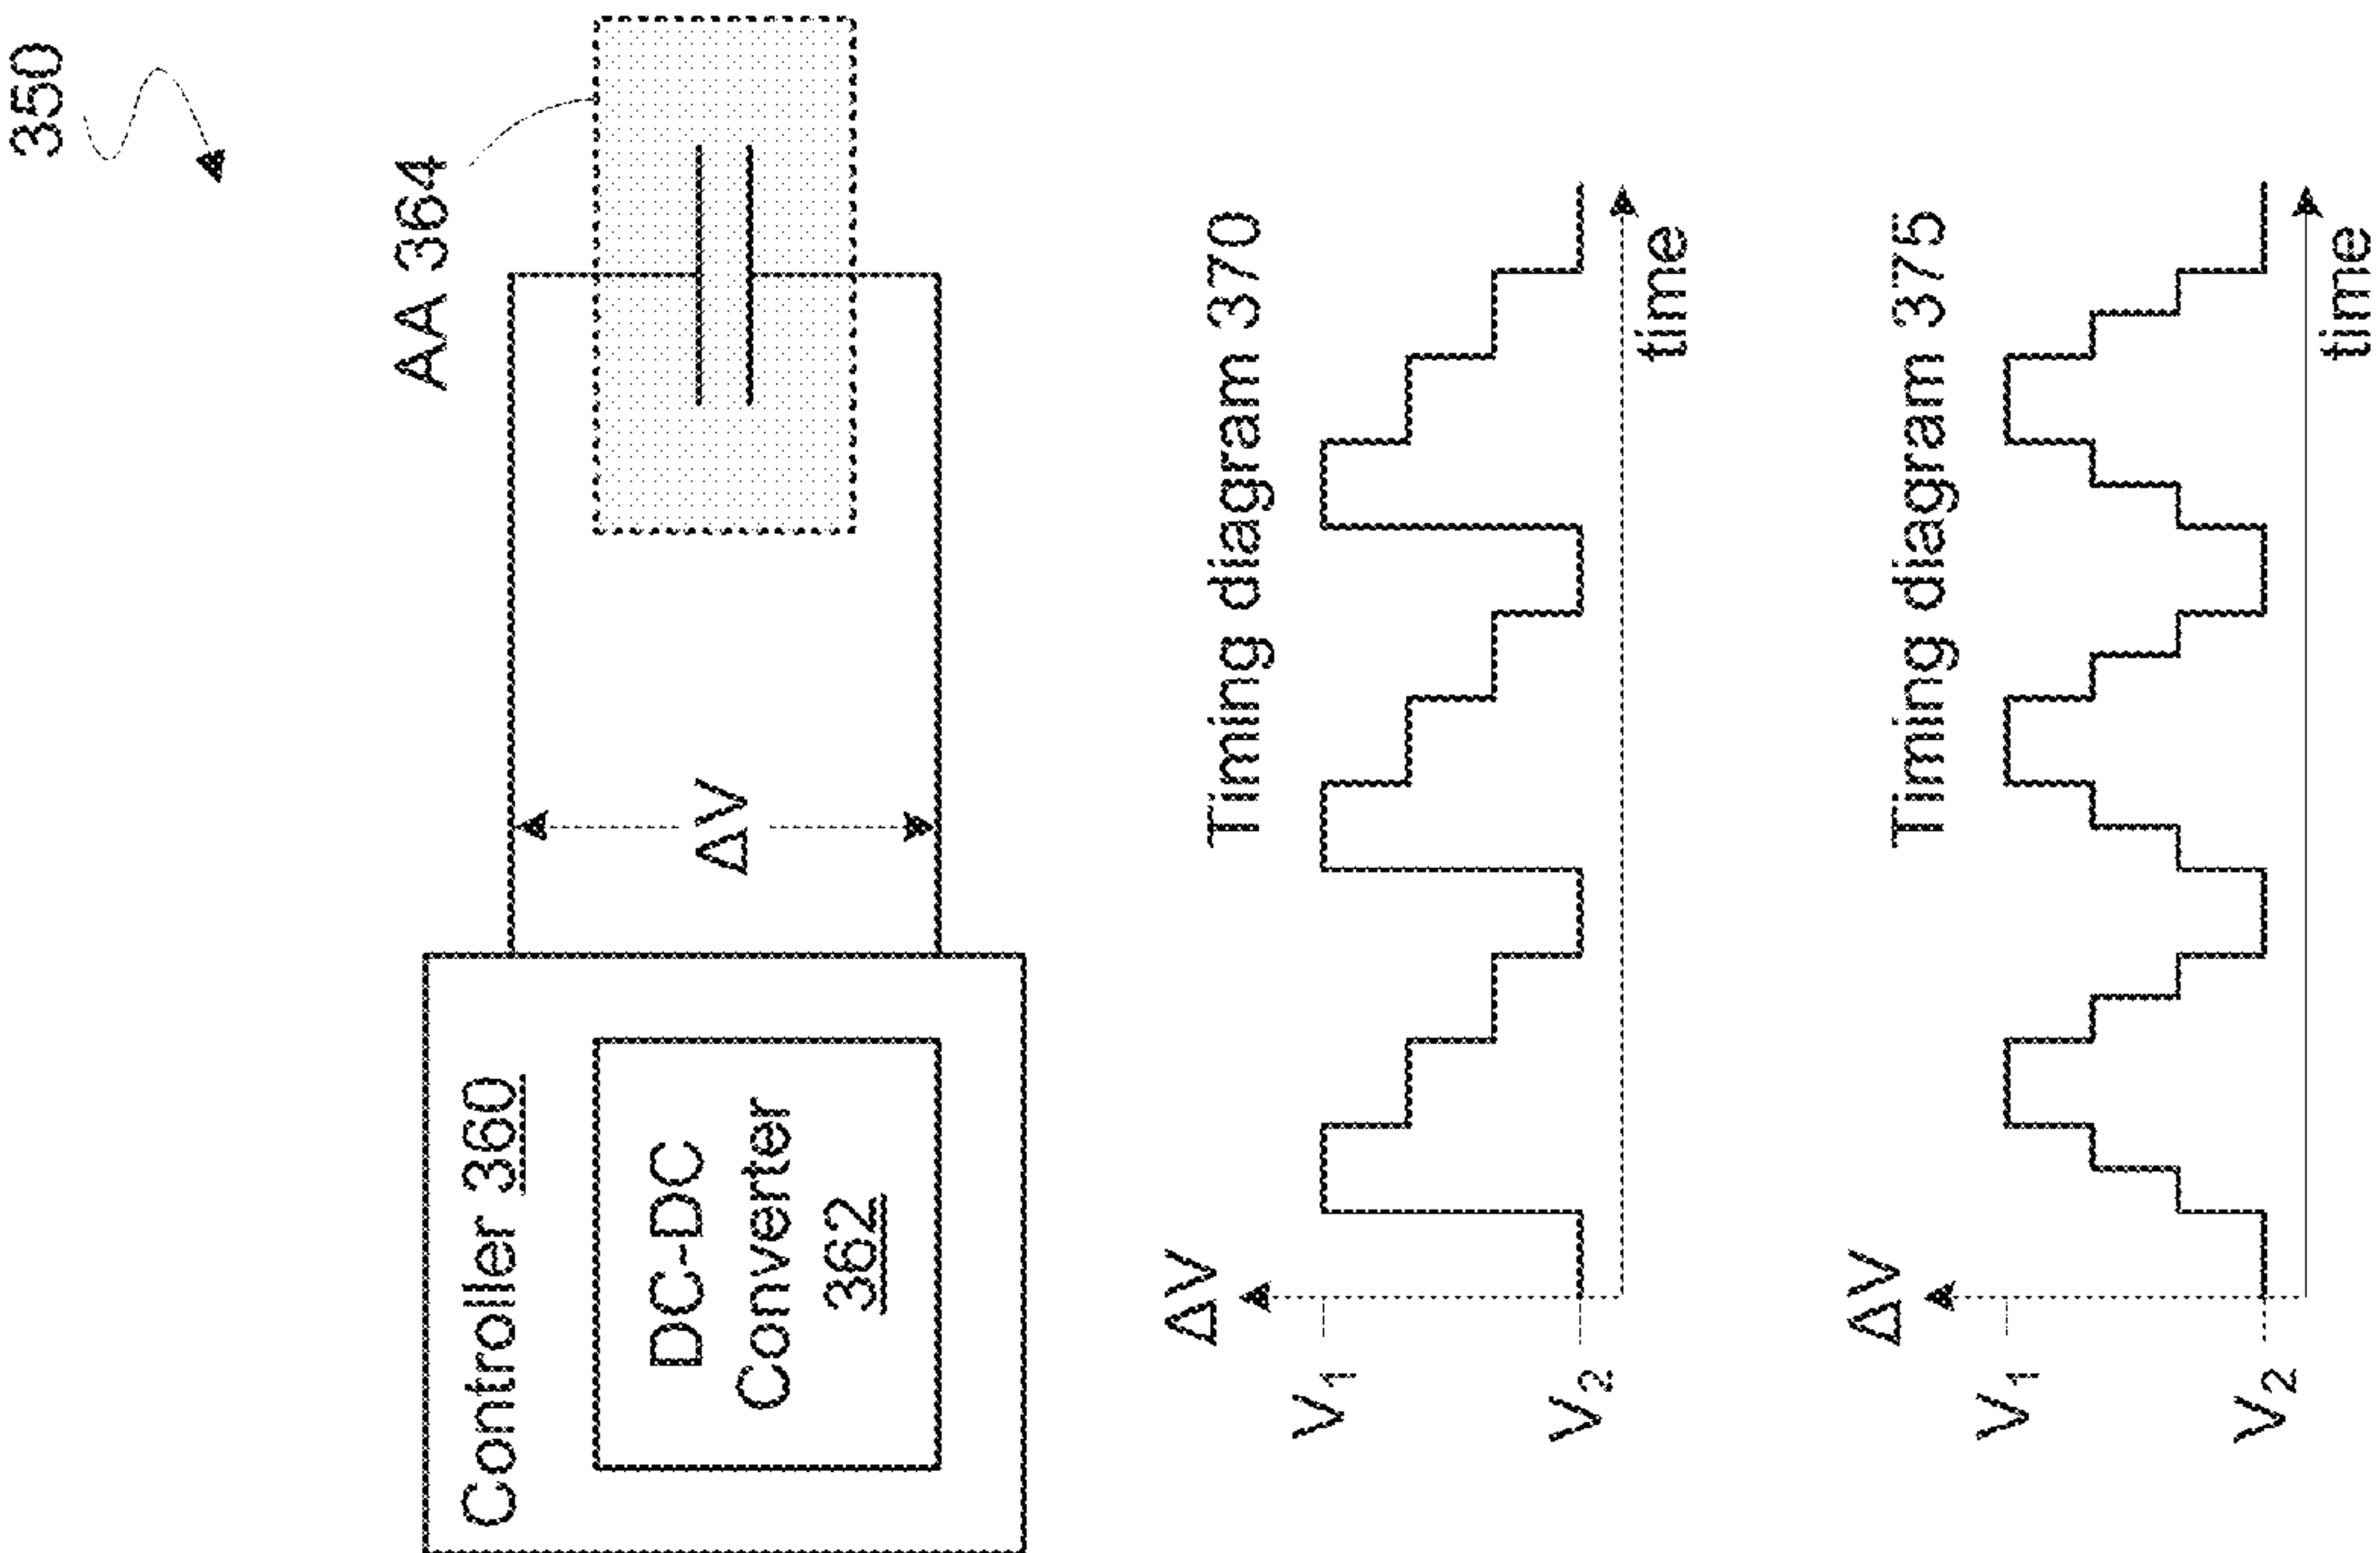 350
AA 364
Controller 360
DC-DC
Converter
362
ΔV
Timing diagram 370
ΔV
V1
V2
time
Timing diagram 375
ΔV
V1
V2
time